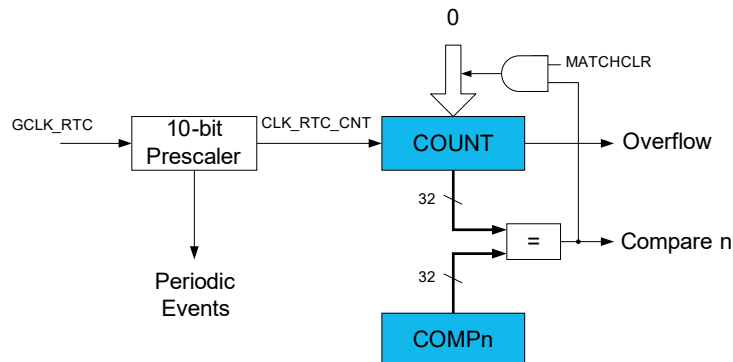 0
MATCHCLR
GCLK_RTC
10-bit
Prescaler
CLK_RTC_CNT
COUNT
Overflow
32
=
Compare n
32
Periodic
Events
COMPn